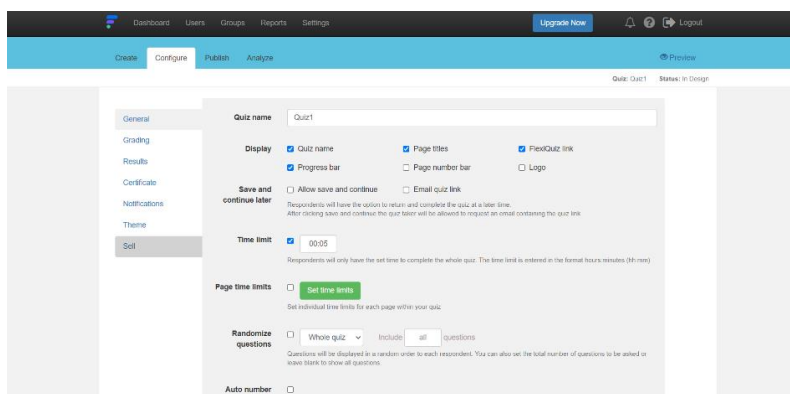 Dashboard Users Groups Reports Settings Upgrade Now Logout
Create Configure Publish Analyze Preview
Quiz: Quiz1 Status: In Design
General
Grading
Results
Certificate
Notifications
Theme
Sell
Quiz name Quiz1
Display Quiz name Page titles FlexiQuiz link
Progress bar Page number bar Logo
Save and continue later Allow save and continue Email quiz link
Respondents will have the option to return and complete the quiz at a later time.
After clicking save and continue the quiz taker will be allowed to request an email containing the quiz link
Time limit 00:05
Respondents will only have the set time to complete the whole quiz. The time limit is entered in the format hours minutes (hh:mm)
Page time limits Set time limits
Set individual time limits for each page within your quiz
Randomize questions Whole quiz Include all questions
Questions will be displayed in a random order to each respondent. You can also set the total number of questions to be asked or
leave blank to show all questions
Auto number